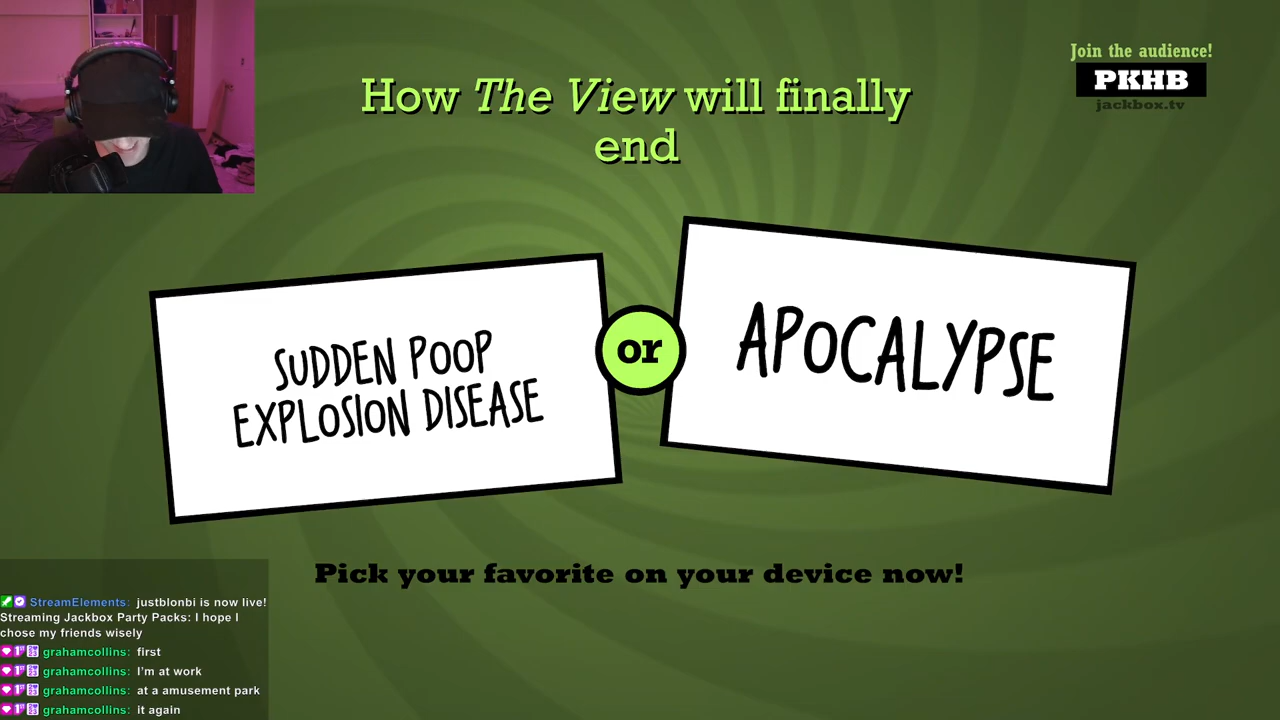 Join the audience!
PKHB
jackbox.tv
How The View will finally
end
SUDDEN POOP
EXPLOSION DISEASE
or
APOCALYPSE
Pick your favorite on your device now!
StreamElements: justblonbi is now live!
Streaming Jackbox Party Packs: I hope I
chose my friends wisely
grahamcollins: first
grahamcollins: I'm at work
grahamcollins: at a amusement park
grahamcollins: it again